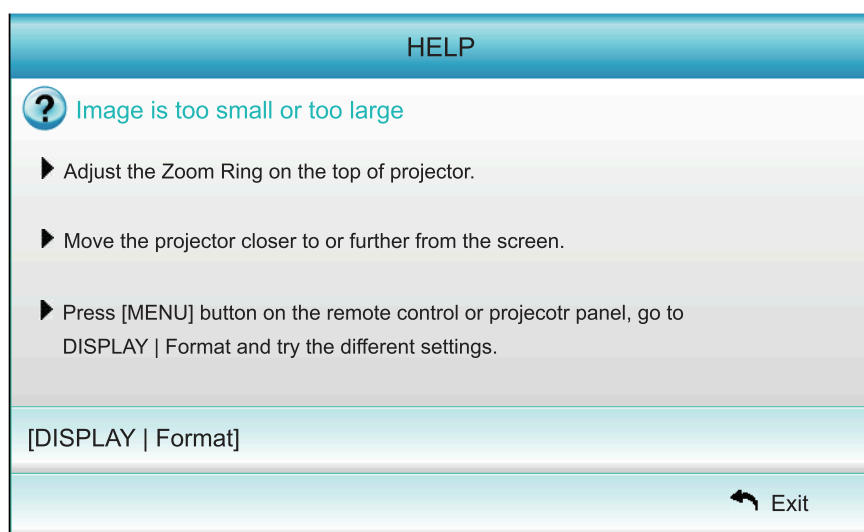 HELP
? Image is too small or too large
Adjust the Zoom Ring on the top of projector.
Move the projector closer to or further from the screen.
Press [MENU] button on the remote control or projecotr panel, go to
DISPLAY | Format and try the different settings.
[DISPLAY | Format]
Exit